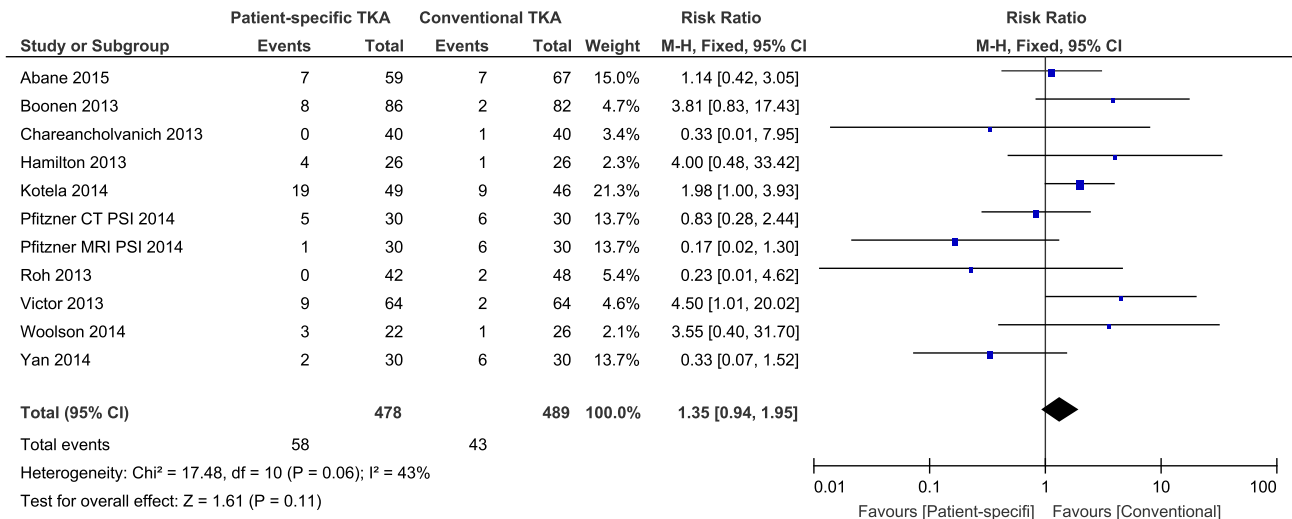 Patient-specific TKA Conventional TKA Risk Ratio Risk Ratio
Study or Subgroup Events Total Events Total Weight M-H, Fixed, 95% CI M-H, Fixed, 95% CI
Abane 2015 7 59 7 67 15.0% 1.14 [0.42, 3.05]
Boonen 2013 8 86 2 82 4.7% 3.81 [0.83, 17.43]
Chareancholvanich 2013 0 40 1 40 3.4% 0.33 [0.01, 7.95]
Hamilton 2013 4 26 1 26 2.3% 4.00 [0.48, 33.42]
Kotela 2014 19 49 9 46 21.3% 1.98 [1.00, 3.93]
Pfitzner CT PSI 2014 5 30 6 30 13.7% 0.83 [0.28, 2.44]
Pfitzner MRI PSI 2014 1 30 6 30 13.7% 0.17 [0.02, 1.30]
Roh 2013 0 42 2 48 5.4% 0.23 [0.01, 4.62]
Victor 2013 9 64 2 64 4.6% 4.50 [1.01, 20.02]
Woolson 2014 3 22 1 26 2.1% 3.55 [0.40, 31.70]
Yan 2014 2 30 6 30 13.7% 0.33 [0.07, 1.52]
Total (95% CI) 478 489 100.0% 1.35 [0.94, 1.95]
Total events 58 43
Heterogeneity: Chi² = 17.48, df = 10 (P = 0.06); I² = 43%
Test for overall effect: Z = 1.61 (P = 0.11)
0.01 0.1 1 10 100
Favours [Patient-specifi] Favours [Conventional]